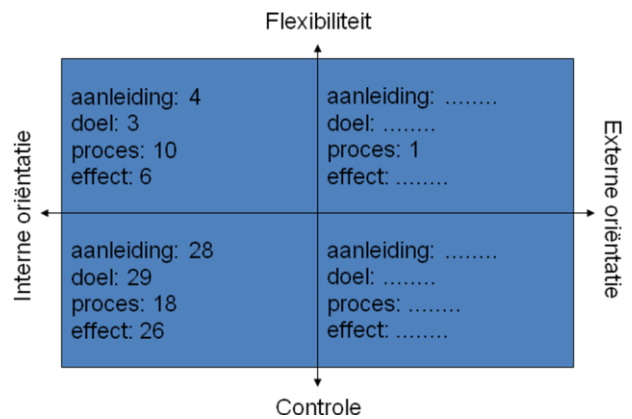 Flexibiliteit
aanleiding: 4
doel: 3
proces: 10
effect: 6
aanleiding: ........
doel: ........
proces: 1
effect: ........
Interne oriëntatie
Externe oriëntatie
aanleiding: 28
doel: 29
proces: 18
effect: 26
aanleiding: ........
doel: ........
proces: ........
effect: ........
Controle